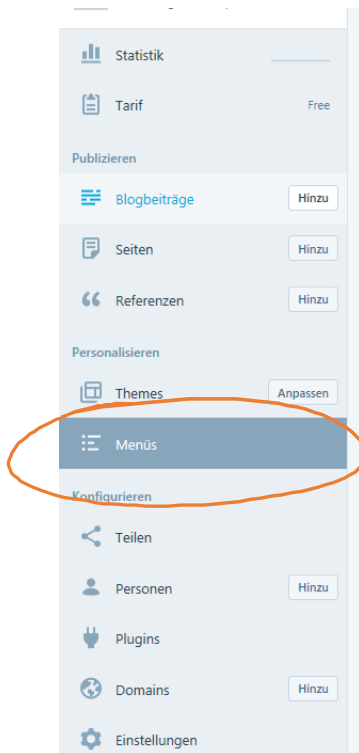 Statistik
Tarif Free
Publizieren
Blogbeiträge Hinzu
Seiten Hinzu
Referenzen Hinzu
Personalisieren
Themes Anpassen
Menüs
Konfigurieren
Teilen
Personen Hinzu
Plugins
Domains Hinzu
Einstellungen